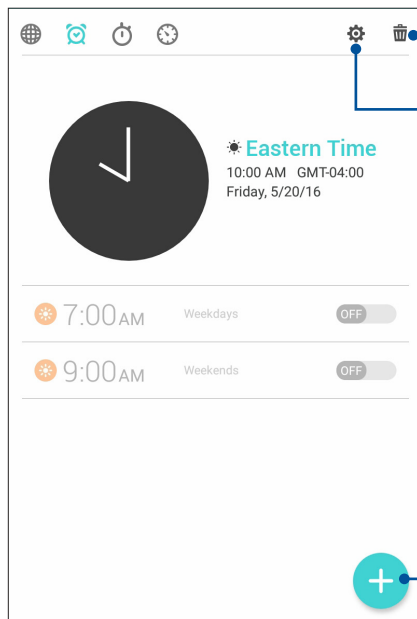 Eastern Time
10:00 AM GMT-04:00
Friday, 5/20/16
7:00AM Weekdays OFF
9:00AM Weekends OFF